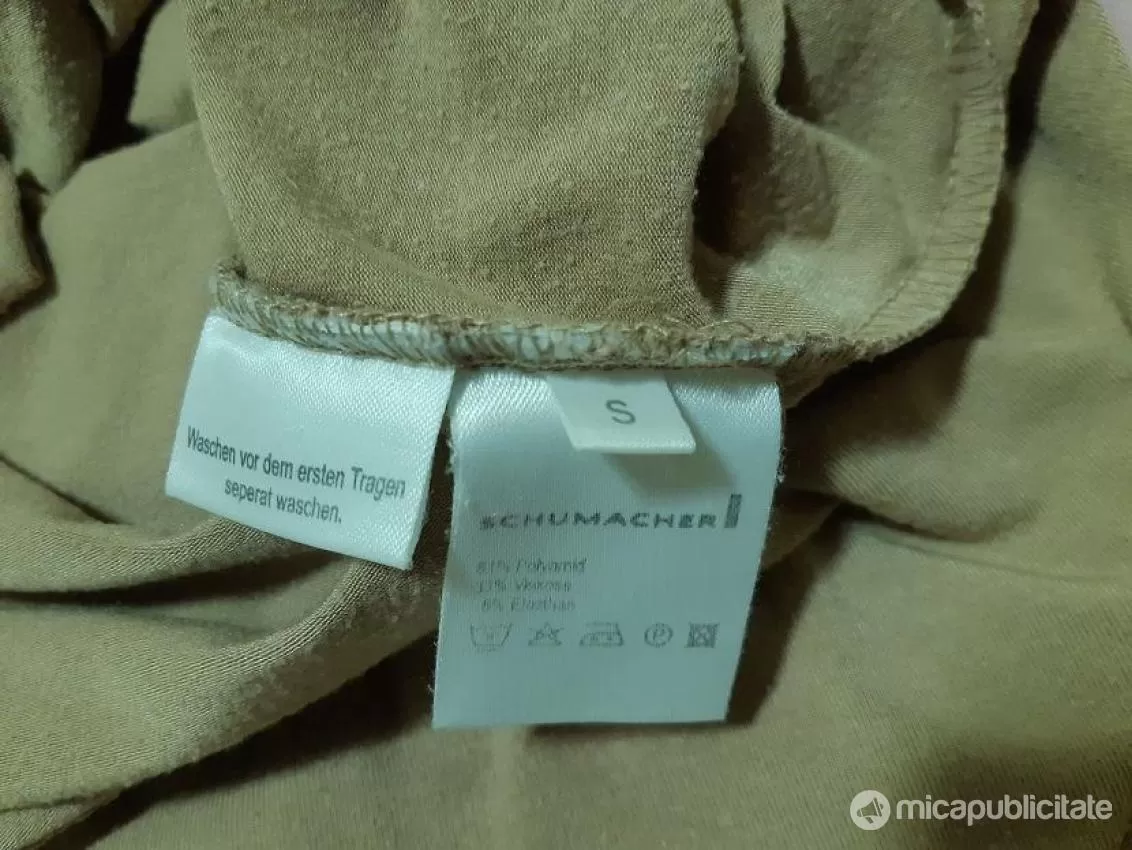 Waschen vor dem ersten Tragen
seperat waschen.
S
SCHUMACHER
Polyamid
Viskose
6% Elasthan
P
micapublicitate